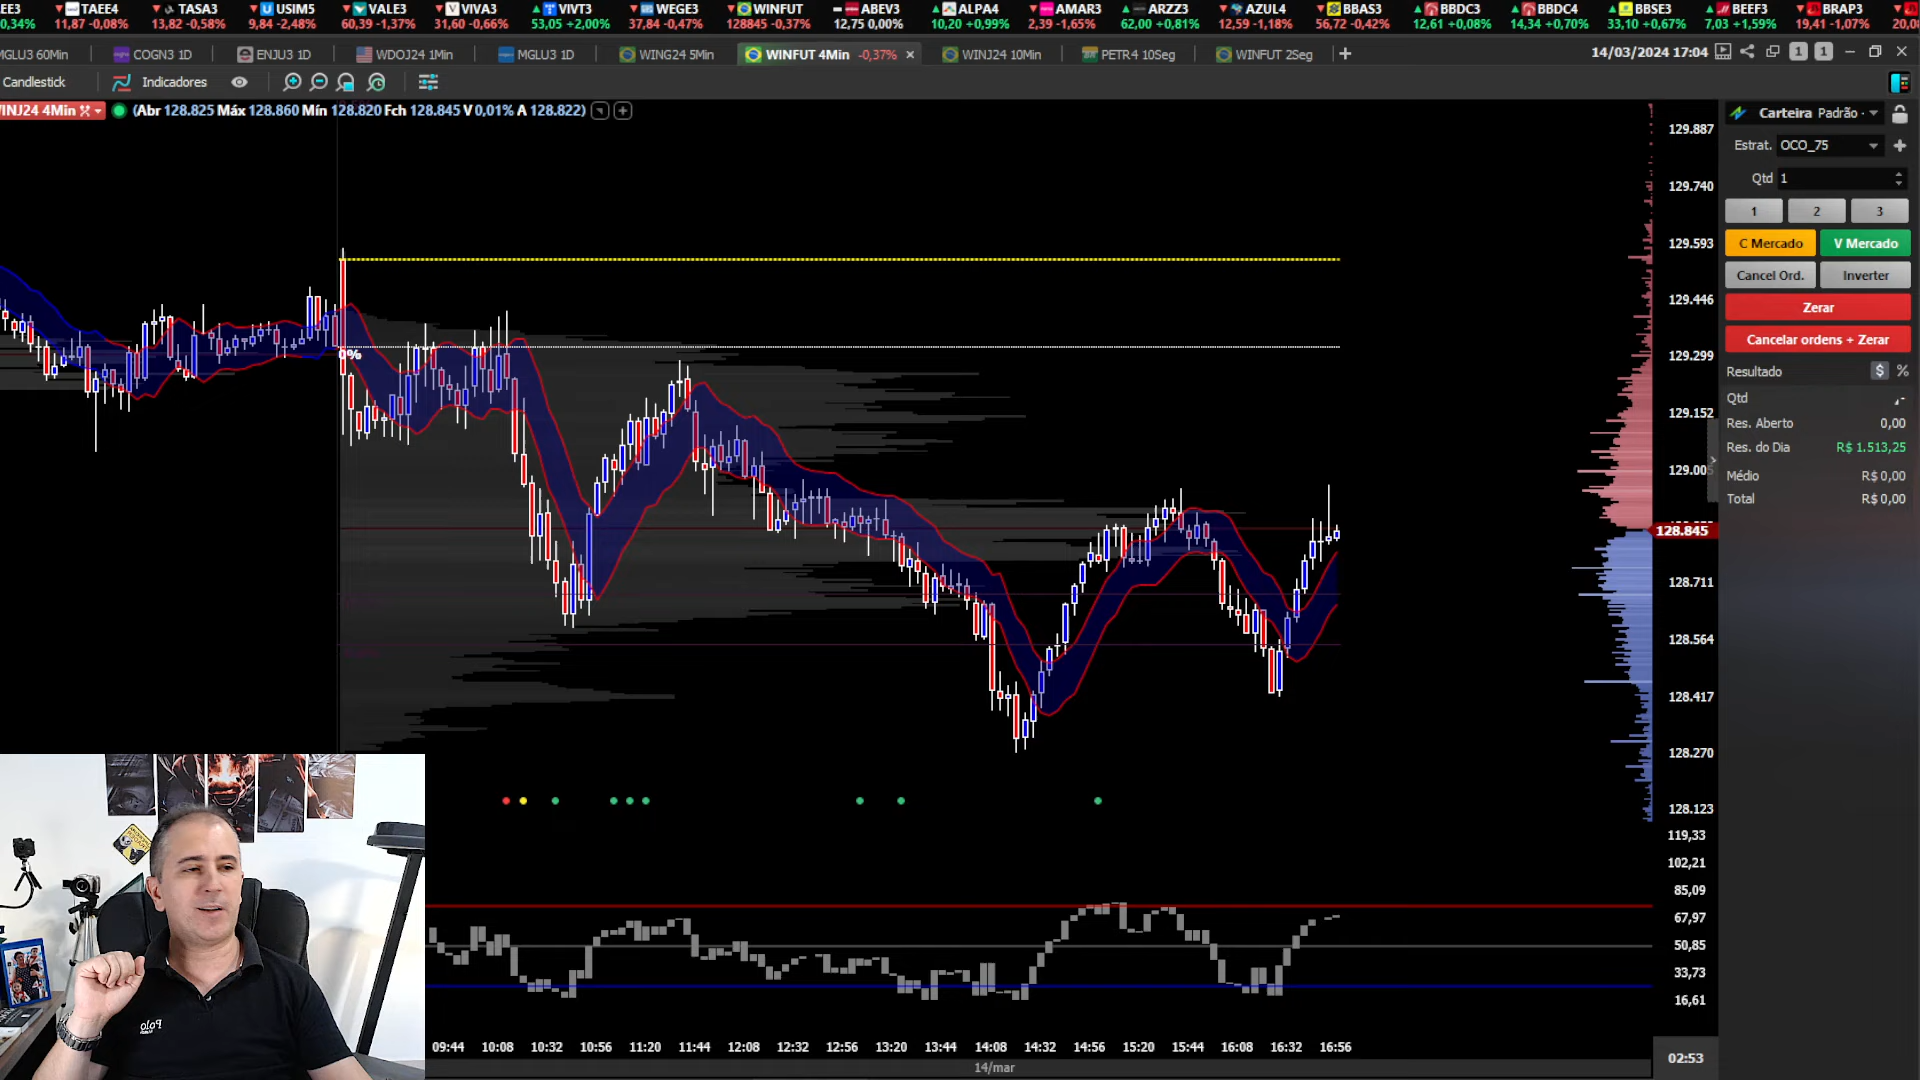 EE3 TAEE4 TASA3 USIM5 VALE3 VIVA3 VIVT3 WEGE3 WINFUT ABEV3 ALPA4 AMAR3 ARZZ3 AZUL4 BBAS3 BBDC3 BBDC4 BBSE3 BEEF3 BRAP3
0,34% 11,87 -0,08% 13,82 -0,58% 9,84 -2,48% 60,39 -1,37% 31,60 -0,66% 53,05 +2,00% 37,84 -0,47% 128845 -0,37% 12,75 0,00% 10,20 +0,99% 2,39 -1,65% 62,00 +0,81% 12,59 -1,18% 56,72 -0,42% 12,61 +0,08% 14,34 +0,70% 33,10 +0,67% 7,03 +1,59% 19,41 -1,07% 20,0
MGLU3 60Min COGN3 1D ENJU3 1D WDOJ24 1Min MGLU3 1D WING24 5Min WINFUT 4Min -0,37% WINJ24 10Min PETR4 10Seg WINFUT 2Seg 14/03/2024 17:04 1 1
Candlestick Indicadores
WINJ24 4Min (Abr 128.825 Máx 128.860 Mín 128.820 Fch 128.845 V 0,01% A 128.822)
0%
129.887
129.740
129.593
129.446
129.299
129.152
129.00
128.845
128.711
128.564
128.417
128.270
128.123
119,33
102,21
85,09
67,97
50,85
33,73
16,61
Carteira Padrão
Estrat. OCO_75
Qtd 1
1 2 3
C Mercado V Mercado
Cancel Ord. Inverter
Zerar
Cancelar ordens + Zerar
Resultado $ %
Qtd -
Res. Aberto 0,00
Res. do Dia R$ 1.513,25
Médio R$ 0,00
Total R$ 0,00
Polo
09:44 10:08 10:32 10:56 11:20 11:44 12:08 12:32 12:56 13:20 13:44 14:08 14:32 14:56 15:20 15:44 16:08 16:32 16:56
14/mar
02:53